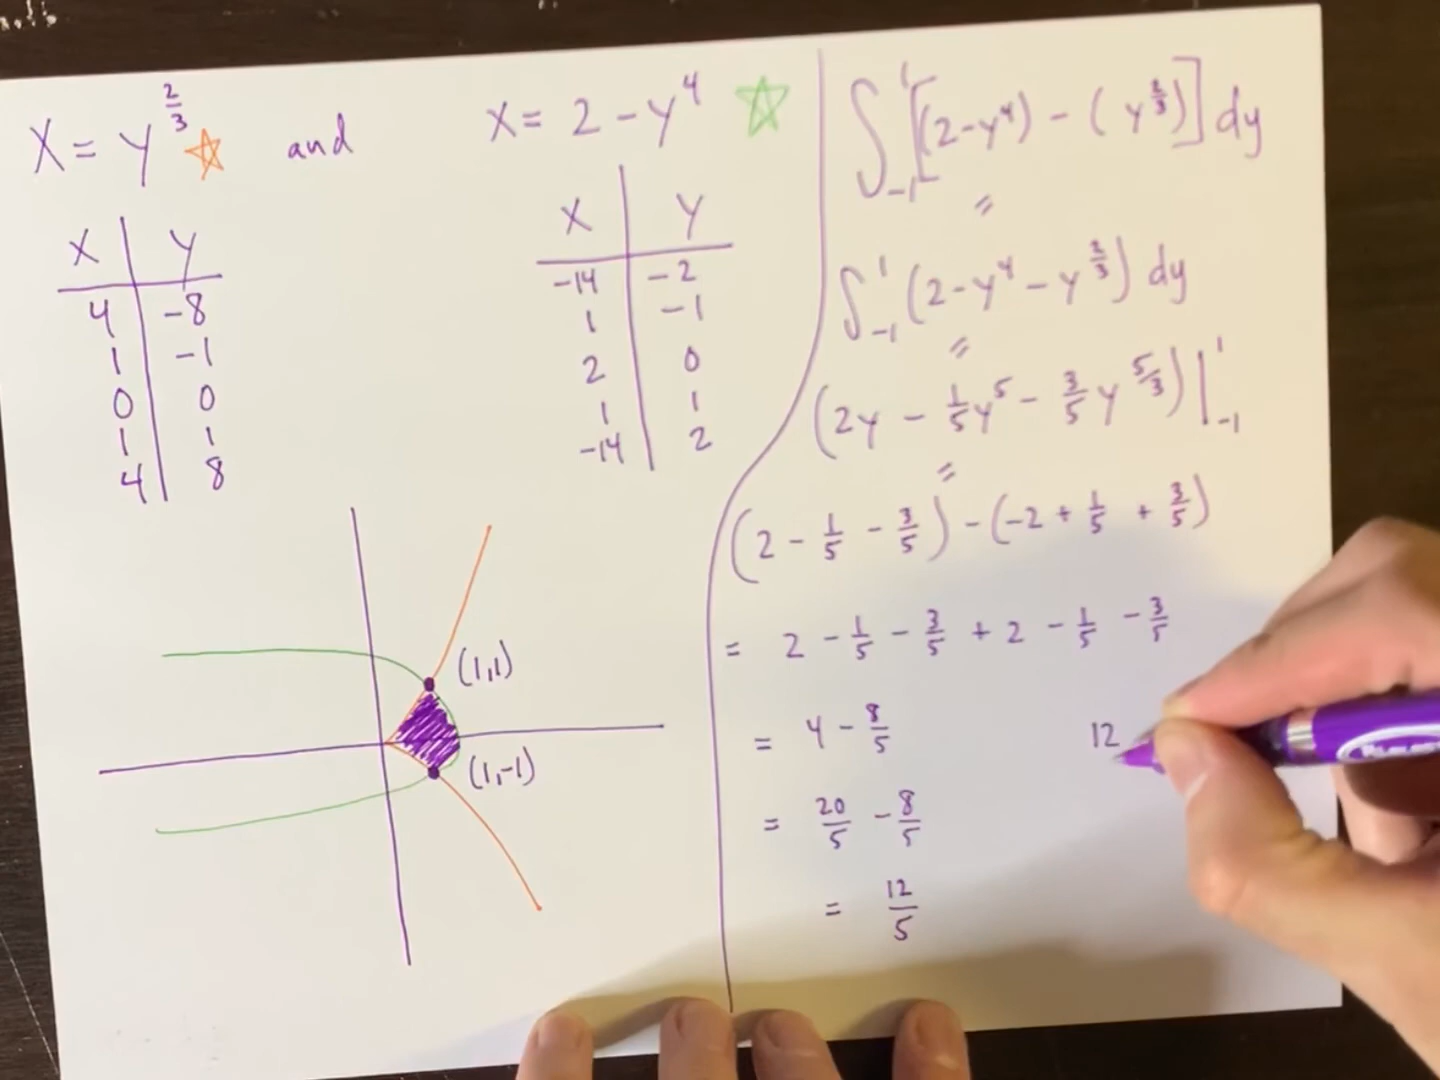 X = y^{2/3} ☆ and X = 2 - y^4 ☆
X | Y
4 | -8
1 | -1
0 | 0
1 | 1
4 | 8
X | Y
-14 | -2
1 | -1
2 | 0
1 | 1
-14 | 2
(1,1)
(1,-1)
∫_{-1}^{1} [(2-y^4) - (y^{2/3})] dy
=
∫_{-1}^{1} (2-y^4-y^{2/3}) dy
=
(2y - 1/5 y^5 - 3/5 y^{5/3}) |_{-1}^{1}
=
(2 - 1/5 - 3/5) - (-2 + 1/5 + 3/5)
= 2 - 1/5 - 3/5 + 2 - 1/5 - 3/5
= 4 - 8/5
= 20/5 - 8/5
= 12/5
12